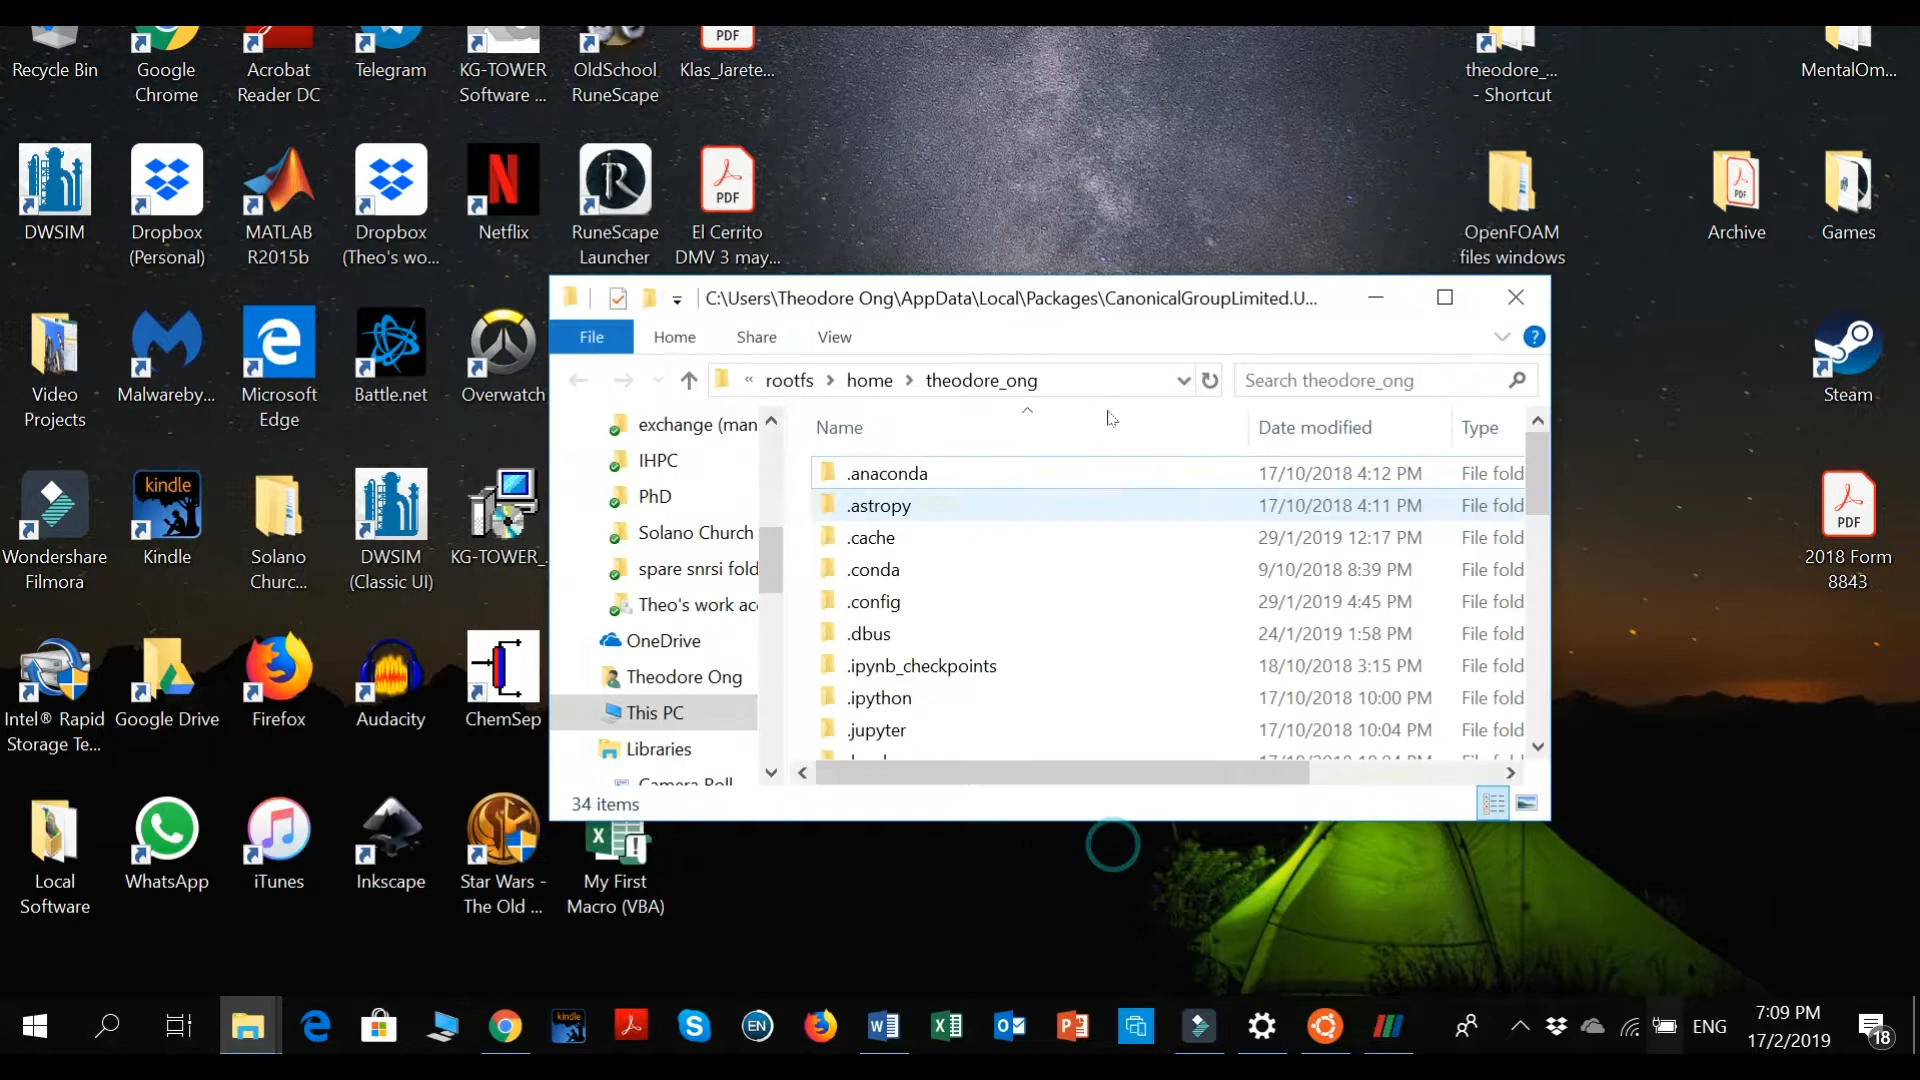 Recycle Bin
Google
Chrome
Acrobat
Reader DC
Telegram
KG-TOWER
Software ...
OldSchool
RuneScape
PDF
Klas_Jarete...
theodore_...
- Shortcut
MentalOm...
DWSIM
Dropbox
(Personal)
MATLAB
R2015b
Dropbox
(Theo's wo...
N
Netflix
R
RuneScape
Launcher
PDF
El Cerrito
DMV 3 may...
OpenFOAM
files windows
PDF
Archive
Games
Video
Projects
Malwareby...
Microsoft
Edge
Battle.net
Overwatch
Steam
Wondershare
Filmora
kindle
Kindle
Solano
Churc...
DWSIM
(Classic UI)
KG-TOWER_...
PDF
2018 Form
8843
Intel® Rapid
Storage Te...
Google Drive
Firefox
Audacity
ChemSep
Local
Software
WhatsApp
iTunes
Inkscape
Star Wars -
The Old ...
My First
Macro (VBA)
C:\Users\Theodore Ong\AppData\Local\Packages\CanonicalGroupLimited.U...
File
Home
Share
View
« rootfs > home > theodore_ong
Search theodore_ong
exchange (man
IHPC
PhD
Solano Church
spare snrsi fold
Theo's work acc
OneDrive
Theodore Ong
This PC
Libraries
Camera Roll
Name Date modified Type
.anaconda 17/10/2018 4:12 PM File fold
.astropy 17/10/2018 4:11 PM File fold
.cache 29/1/2019 12:17 PM File fold
.conda 9/10/2018 8:39 PM File fold
.config 29/1/2019 4:45 PM File fold
.dbus 24/1/2019 1:58 PM File fold
.ipynb_checkpoints 18/10/2018 3:15 PM File fold
.ipython 17/10/2018 10:00 PM File fold
.jupyter 17/10/2018 10:04 PM File fold
34 items
kindle
EN
ENG
7:09 PM
17/2/2019
18